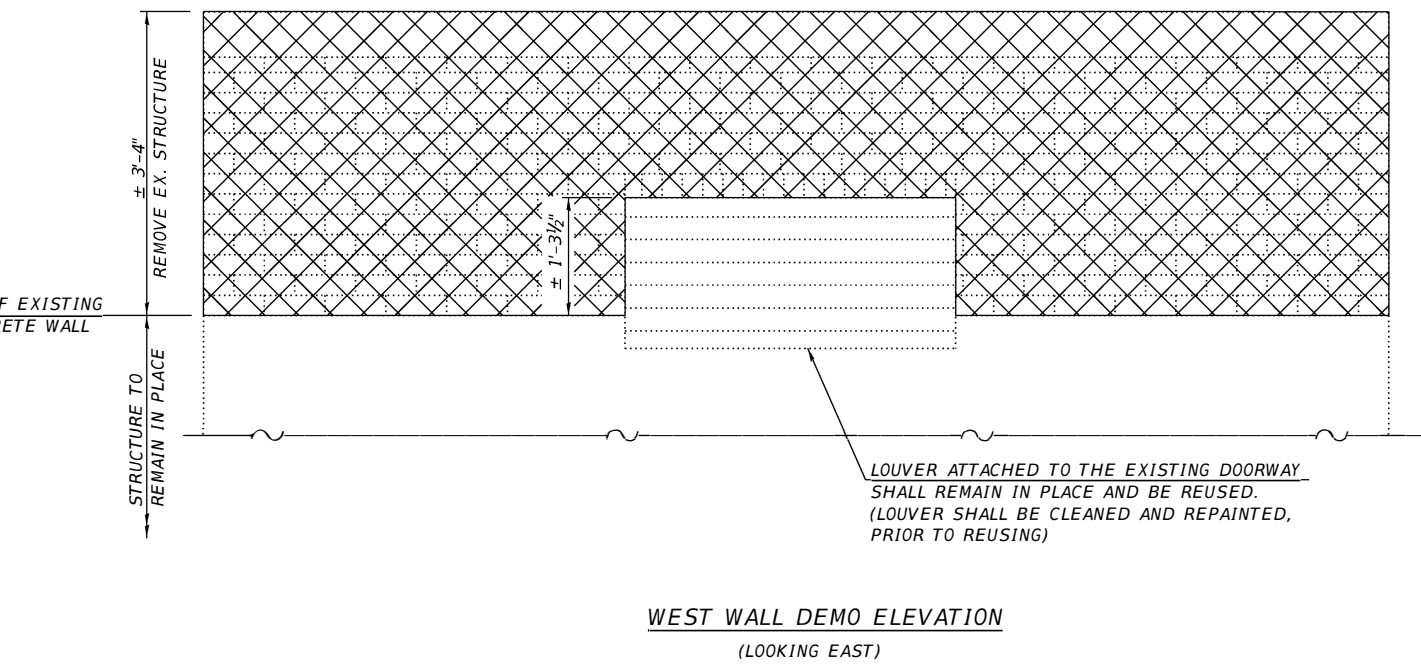 ± 3'-4"
REMOVE EX. STRUCTURE
± 1'-3½"
EXISTING
WALL
STRUCTURE TO
REMAIN IN PLACE
LOUVER ATTACHED TO THE EXISTING DOORWAY
SHALL REMAIN IN PLACE AND BE REUSED.
(LOUVER SHALL BE CLEANED AND REPAINTED,
PRIOR TO REUSING)
WEST WALL DEMO ELEVATION
(LOOKING EAST)